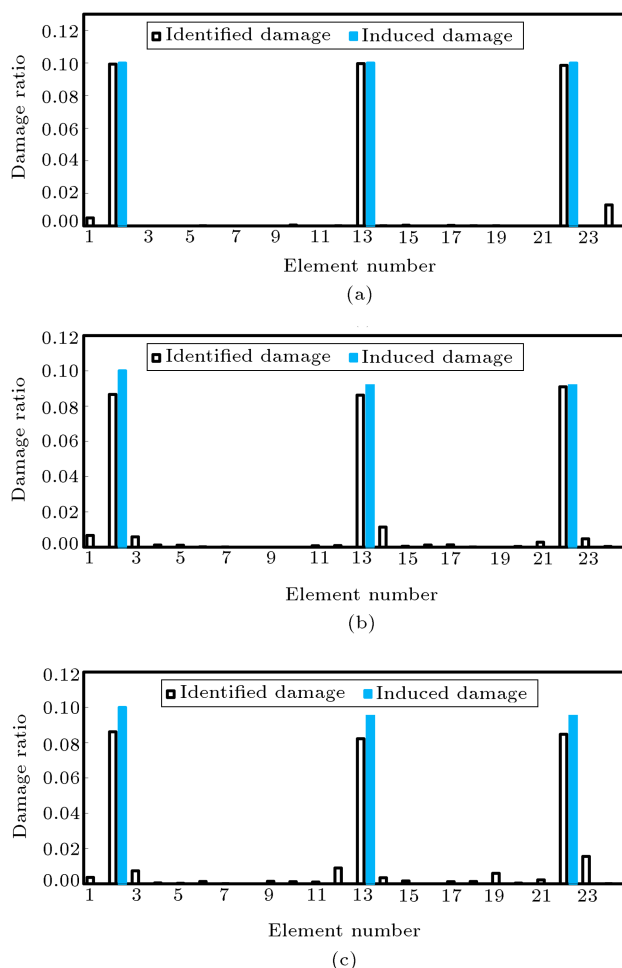 Identified damage Induced damage
Damage ratio
0.10
0.08
0.06
0.04
0.02
0.00
1 3 5 7 9 11 13 15 17 19 21 23
Element number
(a)
0.12
Identified damage Induced damage
0.10
Damage ratio
0.08
0.06
0.04
0.02
0.00
1 3 5 7 9 11 13 15 17 19 21 23
Element number
(b)
0.12
Identified damage Induced damage
0.10
Damage ratio
0.08
0.06
0.04
0.02
0.00
1 3 5 7 9 11 13 15 17 19 21 23
Element number
(c)